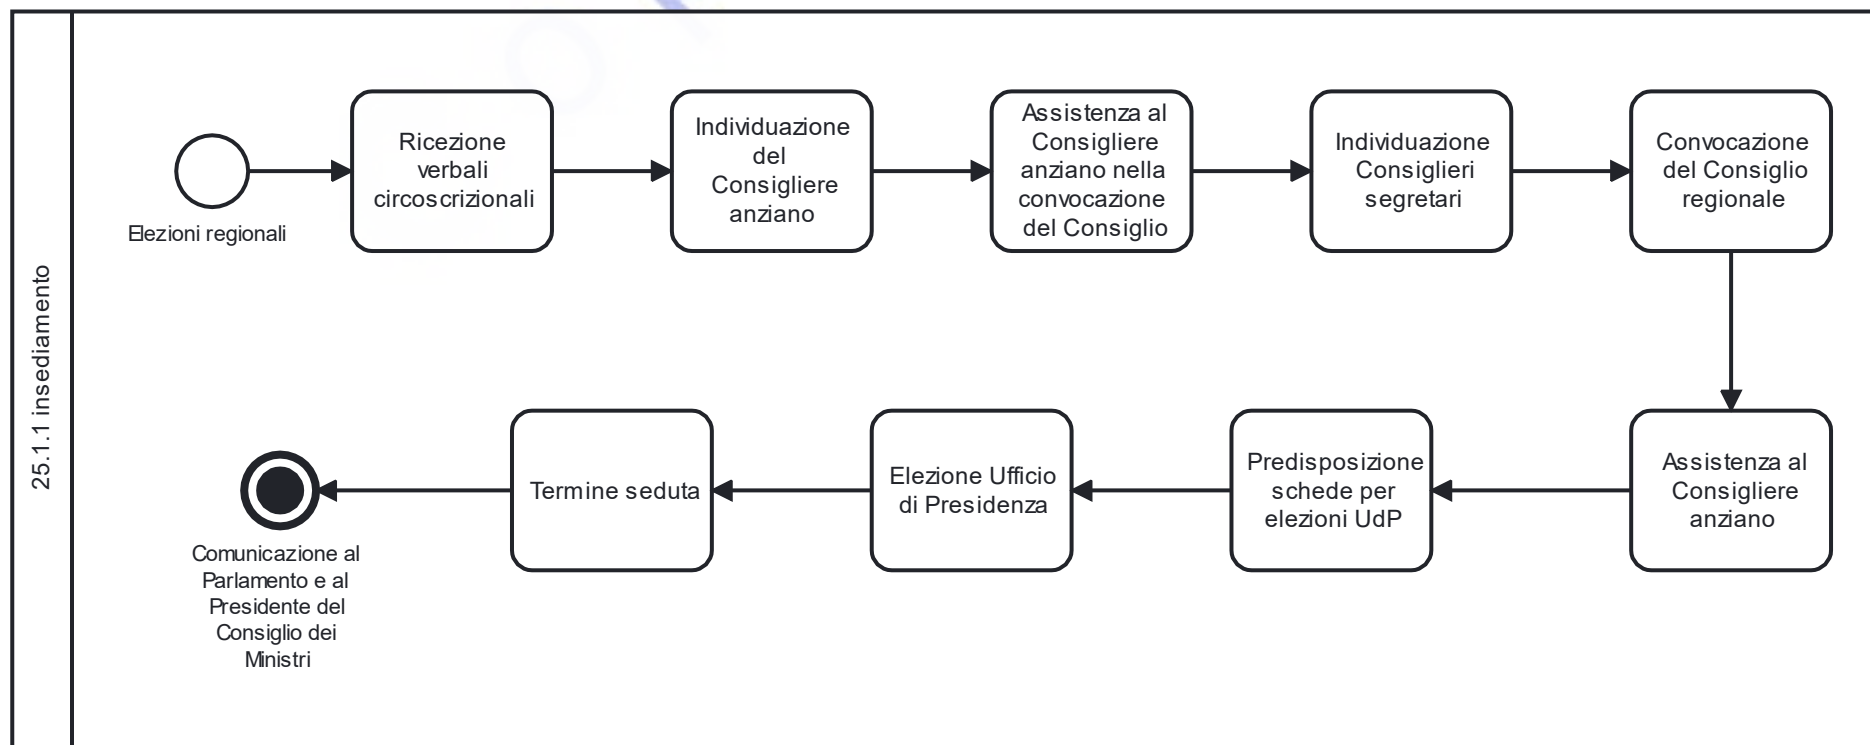 25.1.1 insediamento
Elezioni regionali
Ricezione
verbali
circoscrizionali
Individuazione
del
Consigliere
anziano
Assistenza al
Consigliere
anziano nella
convocazione
del Consiglio
Individuazione
Consiglieri
segretari
Convocazione
del Consiglio
regionale
Assistenza al
Consigliere
anziano
Predisposizione
schede per
elezioni UdP
Elezione Ufficio
di Presidenza
Termine seduta
Comunicazione al
Parlamento e al
Presidente del
Consiglio dei
Ministri